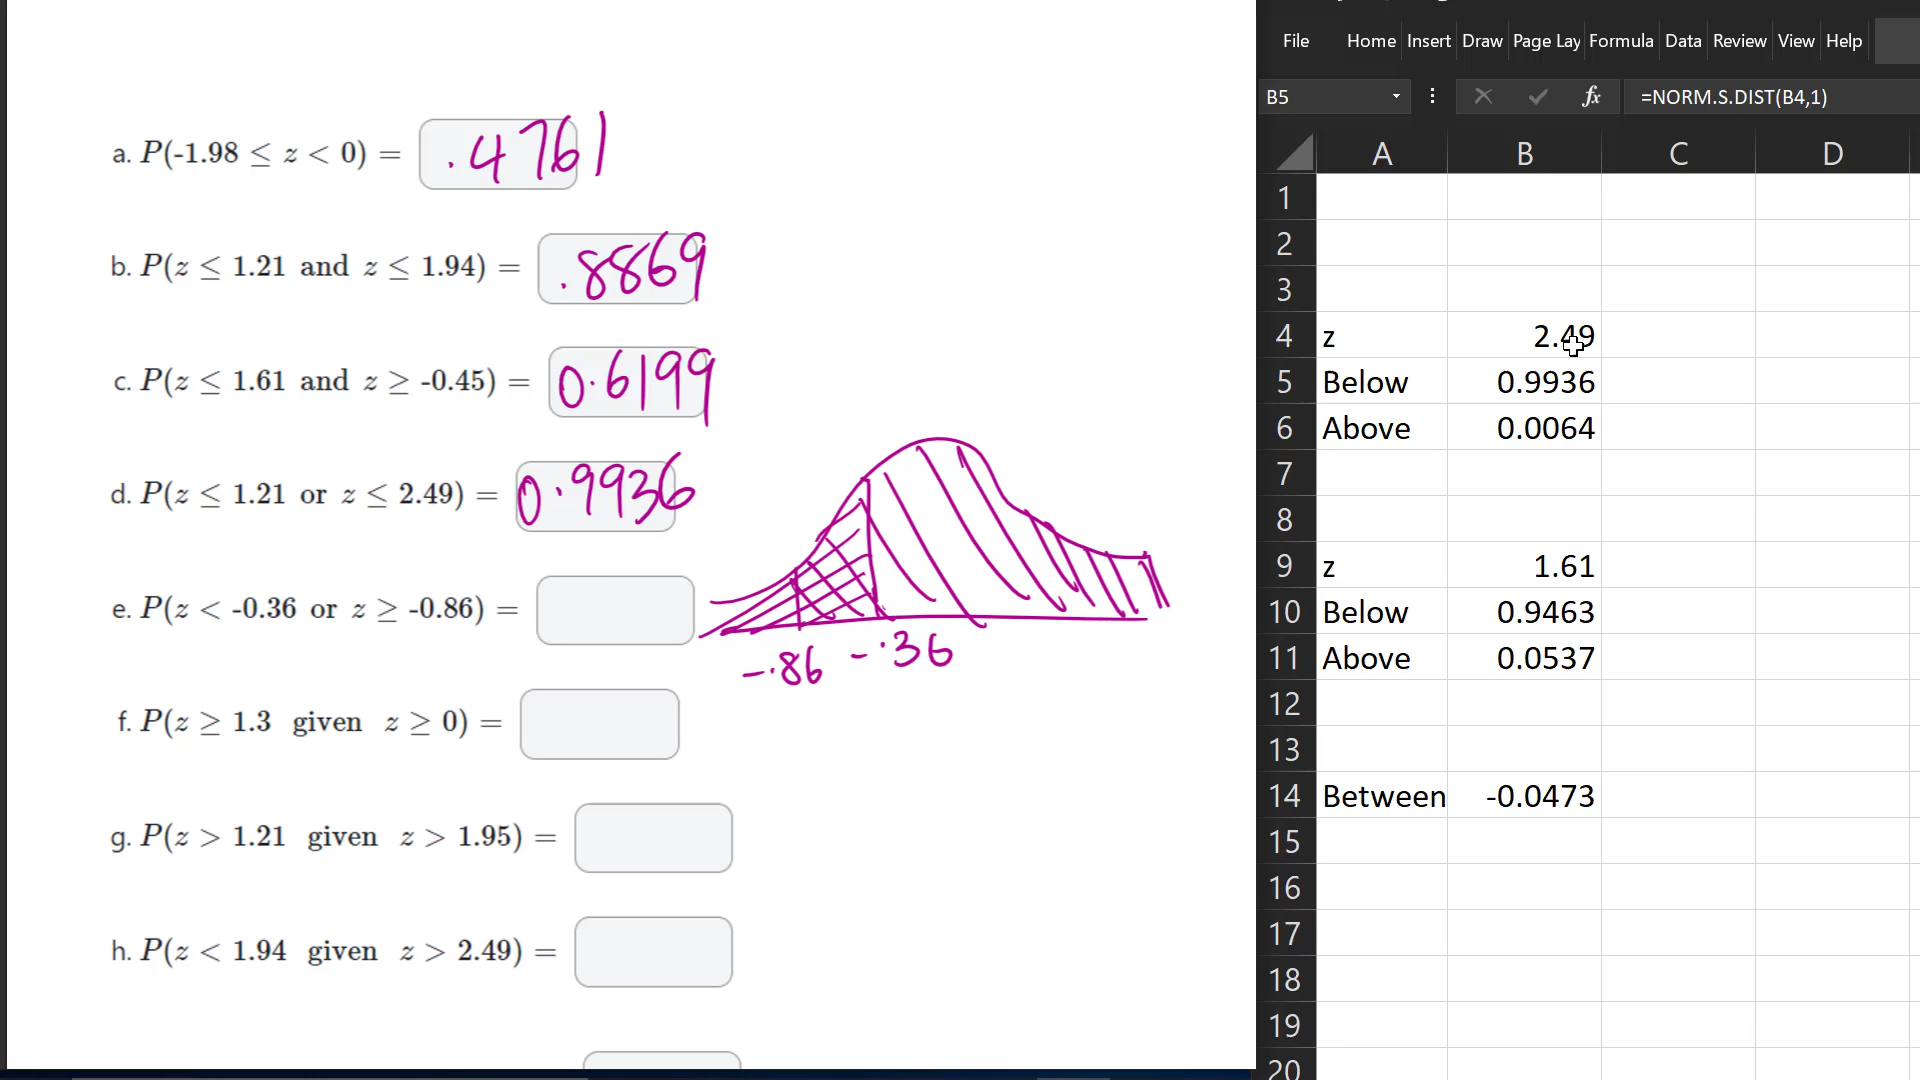 File Home Insert Draw Page Lay Formula Data Review View Help
B5 fx =NORM.S.DIST(B4,1)
a. P(-1.98 ≤ z < 0) = .4761
b. P(z ≤ 1.21 and z ≤ 1.94) = .8869
c. P(z ≤ 1.61 and z ≥ -0.45) = 0.6199
d. P(z ≤ 1.21 or z ≤ 2.49) = 0.9936
e. P(z < -0.36 or z ≥ -0.86) =
-.86 -.36
f. P(z ≥ 1.3 given z ≥ 0) =
g. P(z > 1.21 given z > 1.95) =
h. P(z < 1.94 given z > 2.49) =
A B C D
1
2
3
4 z 2.49
5 Below 0.9936
6 Above 0.0064
7
8
9 z 1.61
10 Below 0.9463
11 Above 0.0537
12
13
14 Between -0.0473
15
16
17
18
19
20